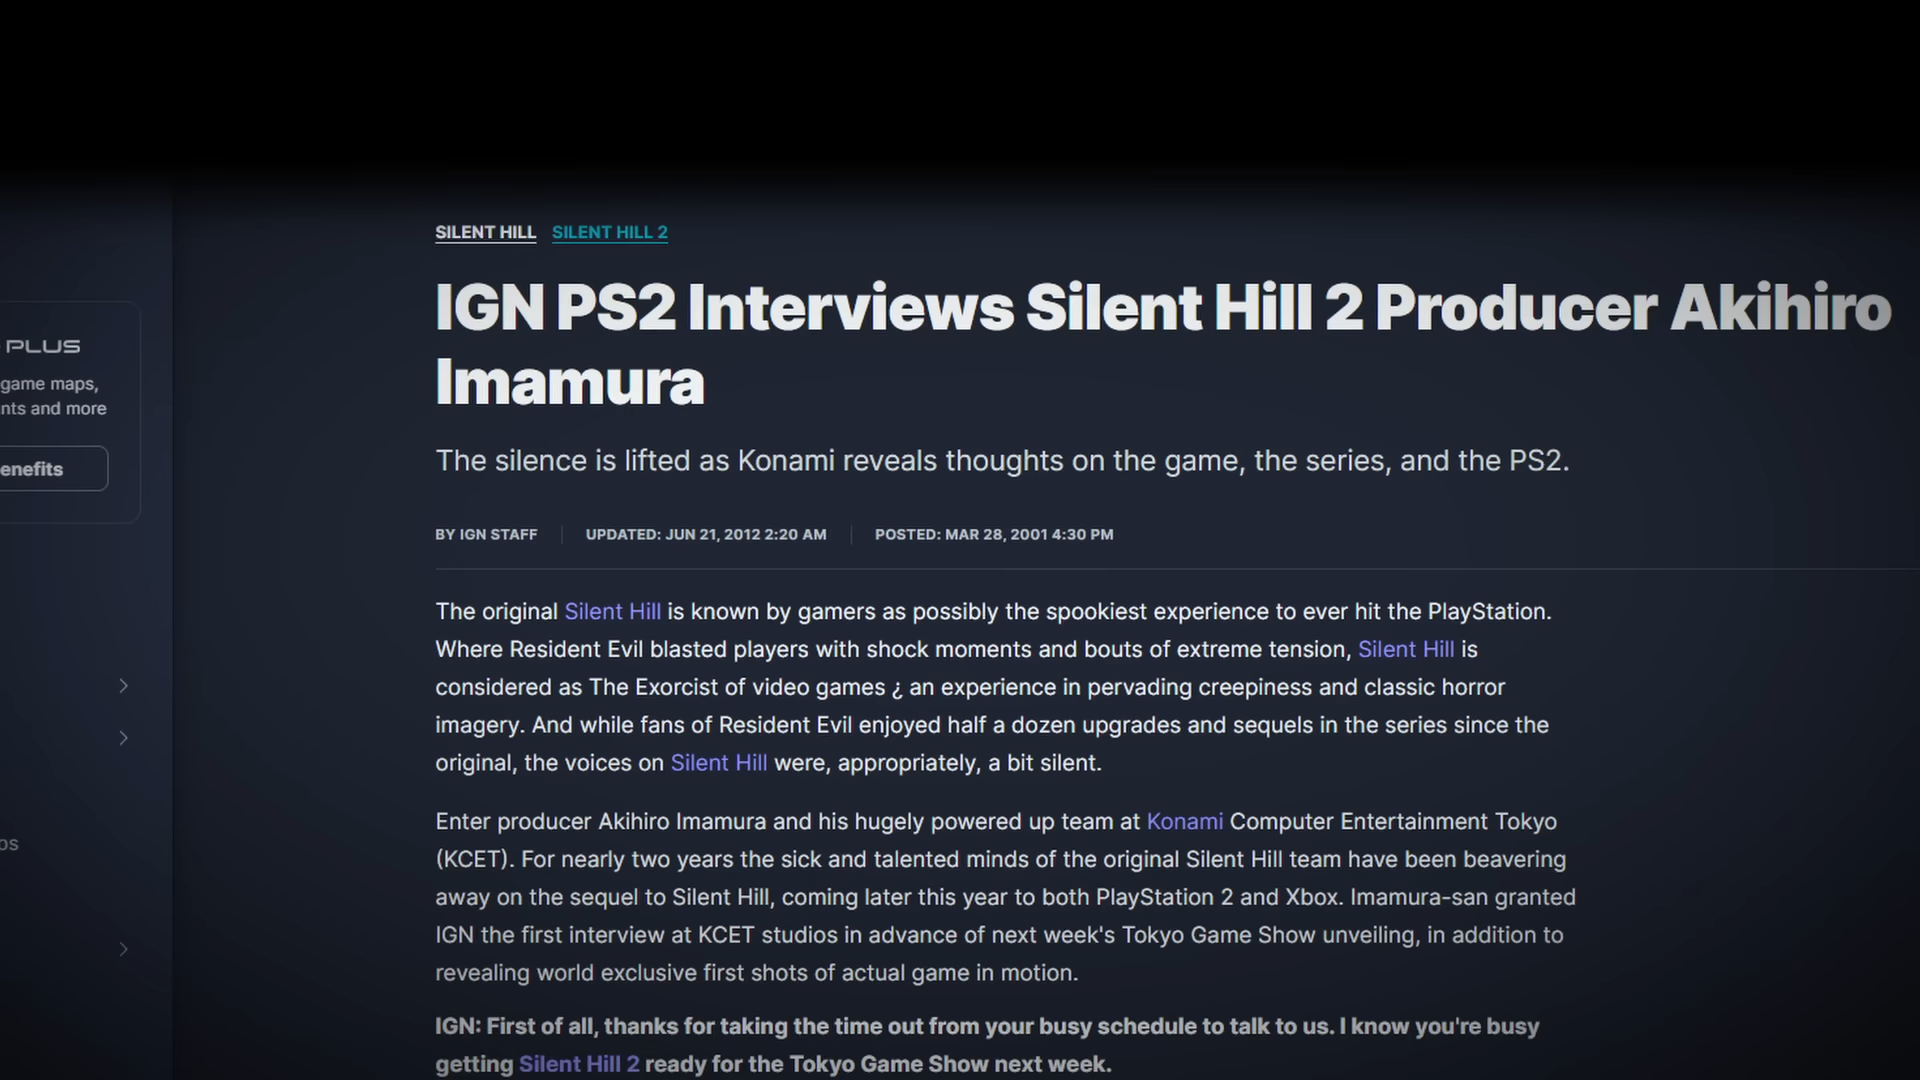 SILENT HILL SILENT HILL 2
IGN PS2 Interviews Silent Hill 2 Producer Akihiro
Imamura
The silence is lifted as Konami reveals thoughts on the game, the series, and the PS2.
BY IGN STAFF UPDATED: JUN 21, 2012 2:20 AM POSTED: MAR 28, 2001 4:30 PM
PLUS
game maps,
nts and more
enefits
os
The original Silent Hill is known by gamers as possibly the spookiest experience to ever hit the PlayStation.
Where Resident Evil blasted players with shock moments and bouts of extreme tension, Silent Hill is
considered as The Exorcist of video games ¿ an experience in pervading creepiness and classic horror
imagery. And while fans of Resident Evil enjoyed half a dozen upgrades and sequels in the series since the
original, the voices on Silent Hill were, appropriately, a bit silent.
Enter producer Akihiro Imamura and his hugely powered up team at Konami Computer Entertainment Tokyo
(KCET). For nearly two years the sick and talented minds of the original Silent Hill team have been beavering
away on the sequel to Silent Hill, coming later this year to both PlayStation 2 and Xbox. Imamura-san granted
IGN the first interview at KCET studios in advance of next week's Tokyo Game Show unveiling, in addition to
revealing world exclusive first shots of actual game in motion.
IGN: First of all, thanks for taking the time out from your busy schedule to talk to us. I know you're busy
getting Silent Hill 2 ready for the Tokyo Game Show next week.